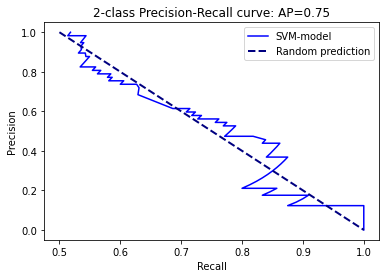 2-class Precision-Recall curve: AP=0.75
SVM-model
Random prediction
1.0
0.8
0.6
0.4
0.2
0.0
Precision
0.5 0.6 0.7 0.8 0.9 1.0
Recall